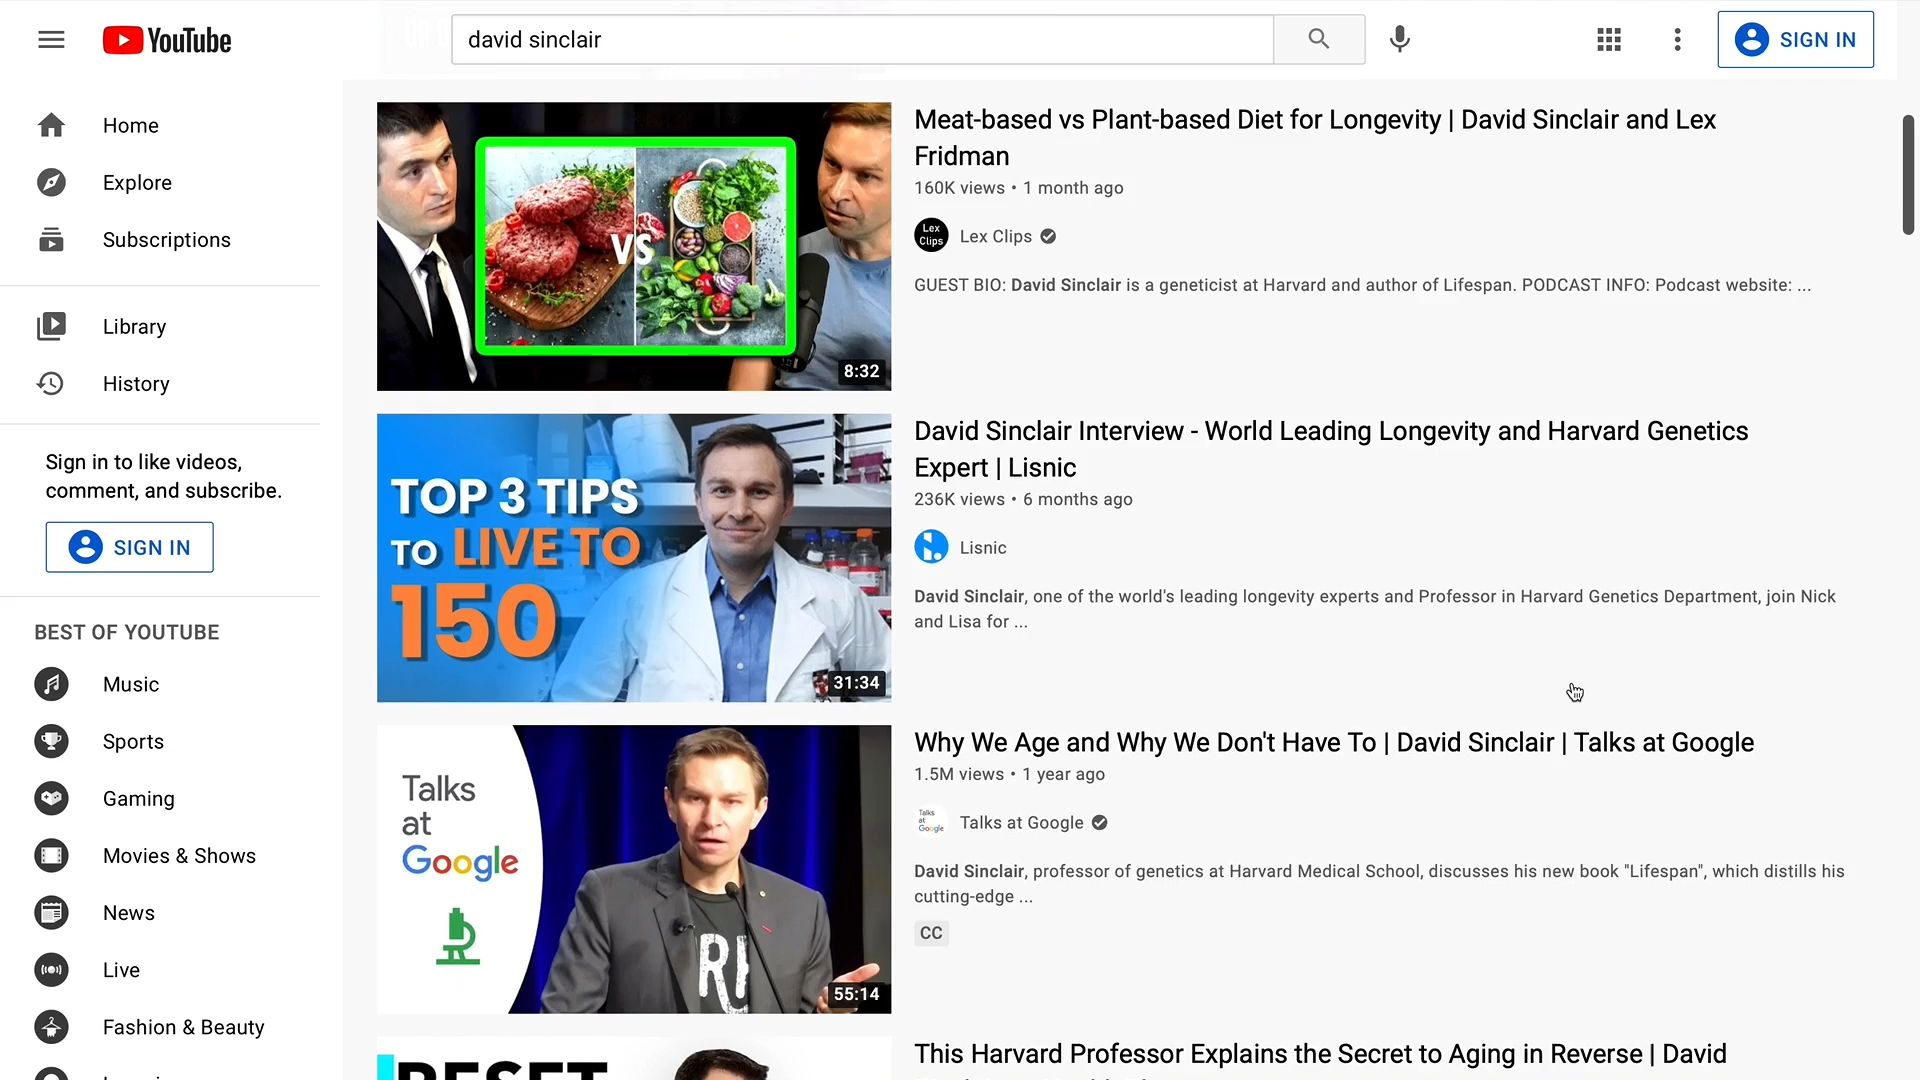 YouTube
david sinclair
SIGN IN
Home
Explore
Subscriptions
Library
History
Sign in to like videos,
comment, and subscribe.
SIGN IN
BEST OF YOUTUBE
Music
Sports
Gaming
Movies & Shows
News
Live
Fashion & Beauty
VS
8:32
Meat-based vs Plant-based Diet for Longevity | David Sinclair and Lex
Fridman
160K views • 1 month ago
Lex
Clips
Lex Clips
GUEST BIO: David Sinclair is a geneticist at Harvard and author of Lifespan. PODCAST INFO: Podcast website: ...
TOP 3 TIPS
TO LIVE TO
150
31:34
David Sinclair Interview - World Leading Longevity and Harvard Genetics
Expert | Lisnic
236K views • 6 months ago
Lisnic
David Sinclair, one of the world's leading longevity experts and Professor in Harvard Genetics Department, join Nick
and Lisa for ...
Talks
at
Google
55:14
Why We Age and Why We Don't Have To | David Sinclair | Talks at Google
1.5M views • 1 year ago
Talks
at
Google
Talks at Google
David Sinclair, professor of genetics at Harvard Medical School, discusses his new book "Lifespan", which distills his
cutting-edge ...
CC
RESET
This Harvard Professor Explains the Secret to Aging in Reverse | David